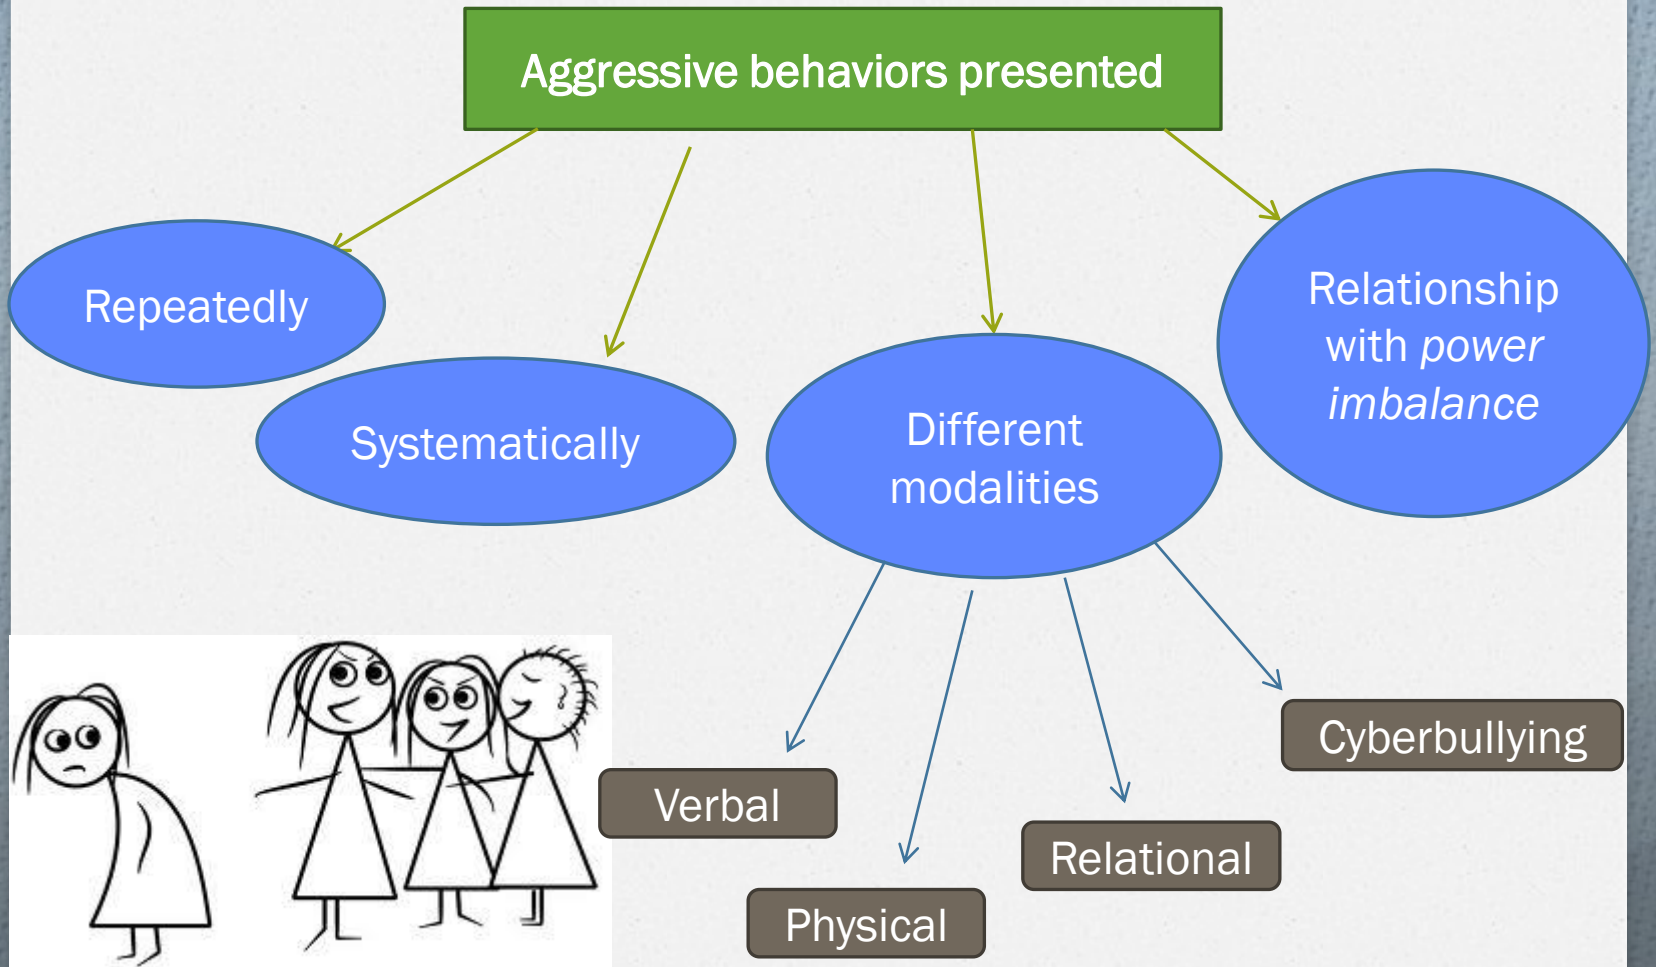 Aggressive behaviors presented
Repeatedly
Systematically
Different
modalities
Relationship
with power
imbalance
Verbal
Physical
Relational
Cyberbullying